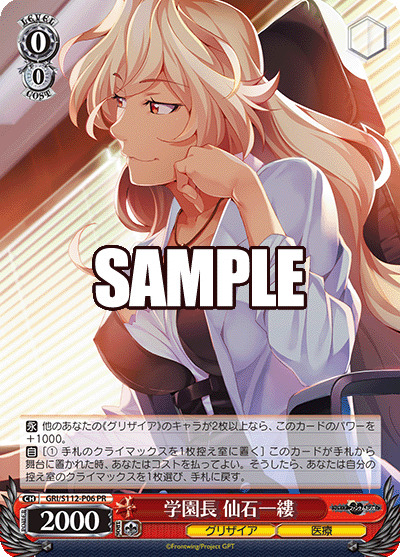 LEVEL
0
0
COST
SAMPLE
永 他のあなたの《グリザイア》のキャラが2枚以上なら、このカードのパワーを
＋1000。
自 [① 手札のクライマックスを1枚控え室に置く] このカードが手札から
舞台に置かれた時、あなたはコストを払ってよい。そうしたら、あなたは自分の
控え室のクライマックスを1枚選び、手札に戻す。
CH GRI/S112-P06 PR
POWER
2000
学園長 仙石一縷
グリザイア
医療
©Frontwing/Project GPT